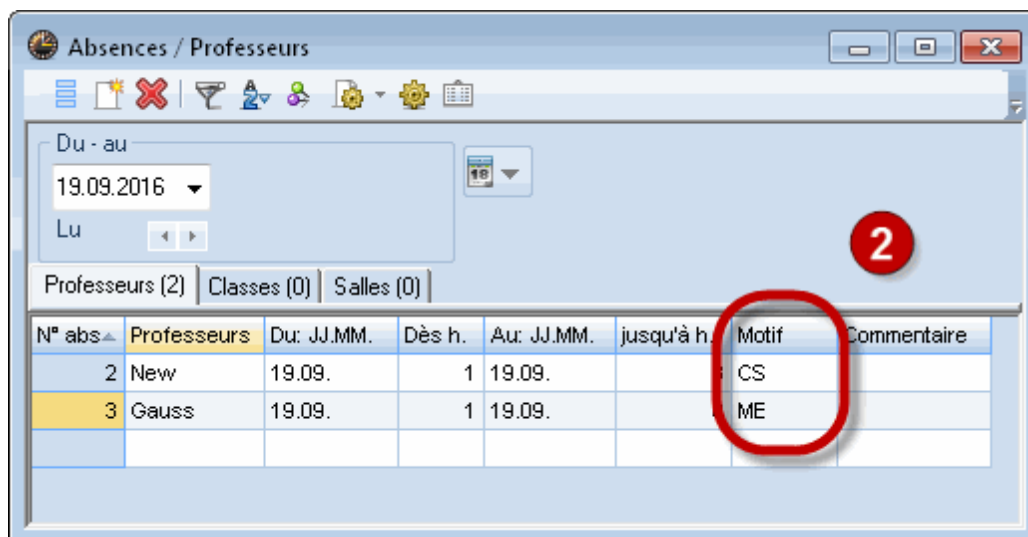 Absences / Professeurs
Du - au
18
19.09.2016
Lu
2
Professeurs (2) Classes (0) Salles (0)
N° abs Professeurs Du: JJ.MM. Dès h. Au: JJ.MM. jusqu'à h. Motif Commentaire
2 New 19.09. 1 19.09. CS
3 Gauss 19.09. 1 19.09. ME